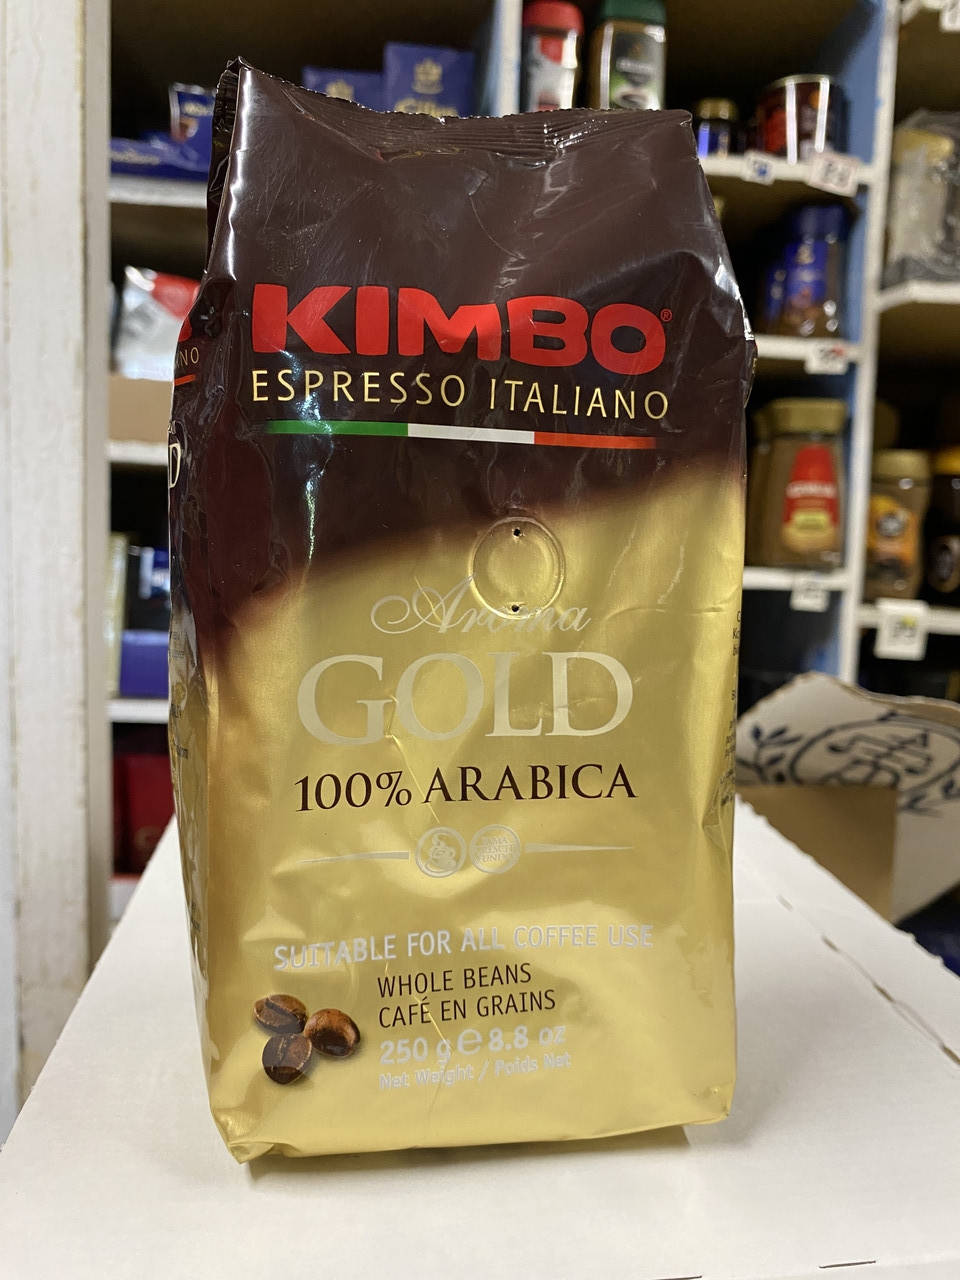 KIMBO®
ESPRESSO ITALIANO
Aroma
GOLD
100% ARABICA
SUITABLE FOR ALL COFFEE USE
WHOLE BEANS
CAFÉ EN GRAINS
250 g e 8.8 oz
Net Weight / Poids Net